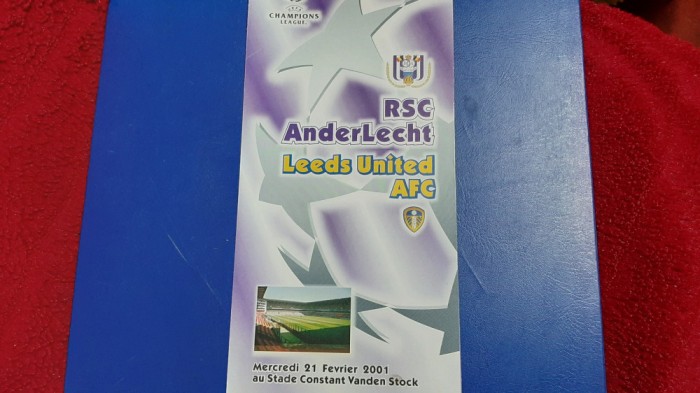 CHAMPIONS
LEAGUE
RSC
AnderLecht
Leeds United
AFC
Mercredi 21 Fevrier 2001
au Stade Constant Vanden Stock